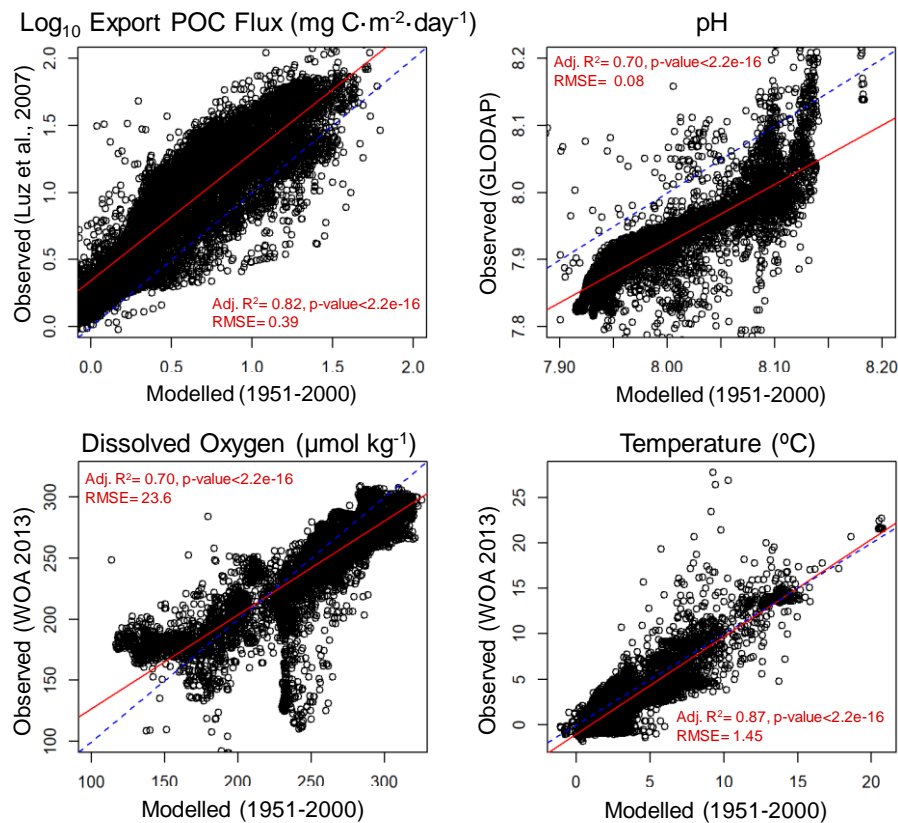 Log₁₀ Export POC Flux (mg C·m⁻²·day⁻¹)
Observed (Luz et al., 2007)
2.0
1.5
1.0
0.5
0.0
Adj. R²= 0.82, p-value<2.2e-16
RMSE= 0.39
0.0 0.5 1.0 1.5 2.0
Modelled (1951-2000)
pH
Observed (GLODAP)
8.2
8.1
8.0
7.9
7.8
Adj. R²= 0.70, p-value<2.2e-16
RMSE= 0.08
7.90 8.00 8.10 8.20
Modelled (1951-2000)
Dissolved Oxygen (µmol kg⁻¹)
Observed (WOA 2013)
300
250
200
150
100
Adj. R²= 0.70, p-value<2.2e-16
RMSE= 23.6
100 150 200 250 300
Modelled (1951-2000)
Temperature (ºC)
Observed (WOA 2013)
25
20
15
10
5
0
Adj. R²= 0.87, p-value<2.2e-16
RMSE= 1.45
0 5 10 15 20
Modelled (1951-2000)